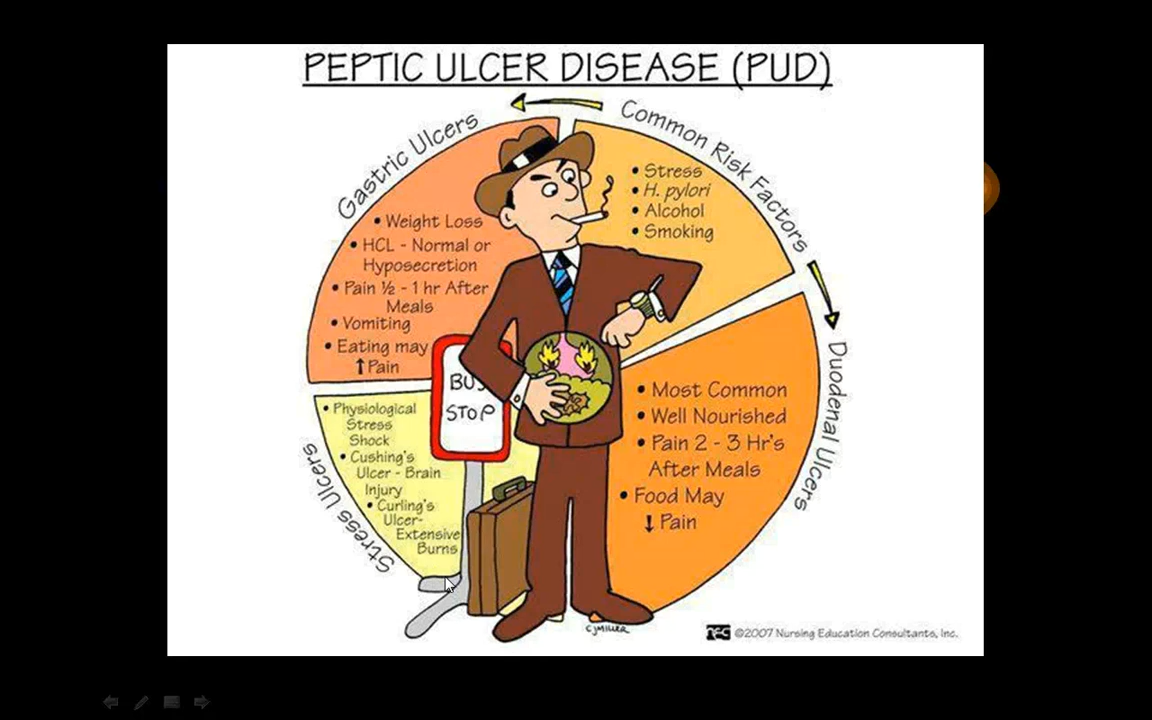 PEPTIC ULCER DISEASE (PUD)
Common Risk Factors
• Stress
• H. pylori
• Alcohol
• Smoking
Gastric Ulcers
• Weight Loss
• HCL - Normal or
Hyposecretion
• Pain ½ - 1 hr After
Meals
• Vomiting
• Eating may
↑ Pain
Duodenal Ulcers
• Most Common
• Well Nourished
• Pain 2 - 3 Hr's
After Meals
• Food May
↓ Pain
Stress Ulcers
• Physiological
Stress
Shock
• Cushing's
Ulcer - Brain
Injury
• Curling's
Ulcer-
Extensive
Burns
BUS
STOP
CJMILLER
nec ©2007 Nursing Education Consultants, Inc.